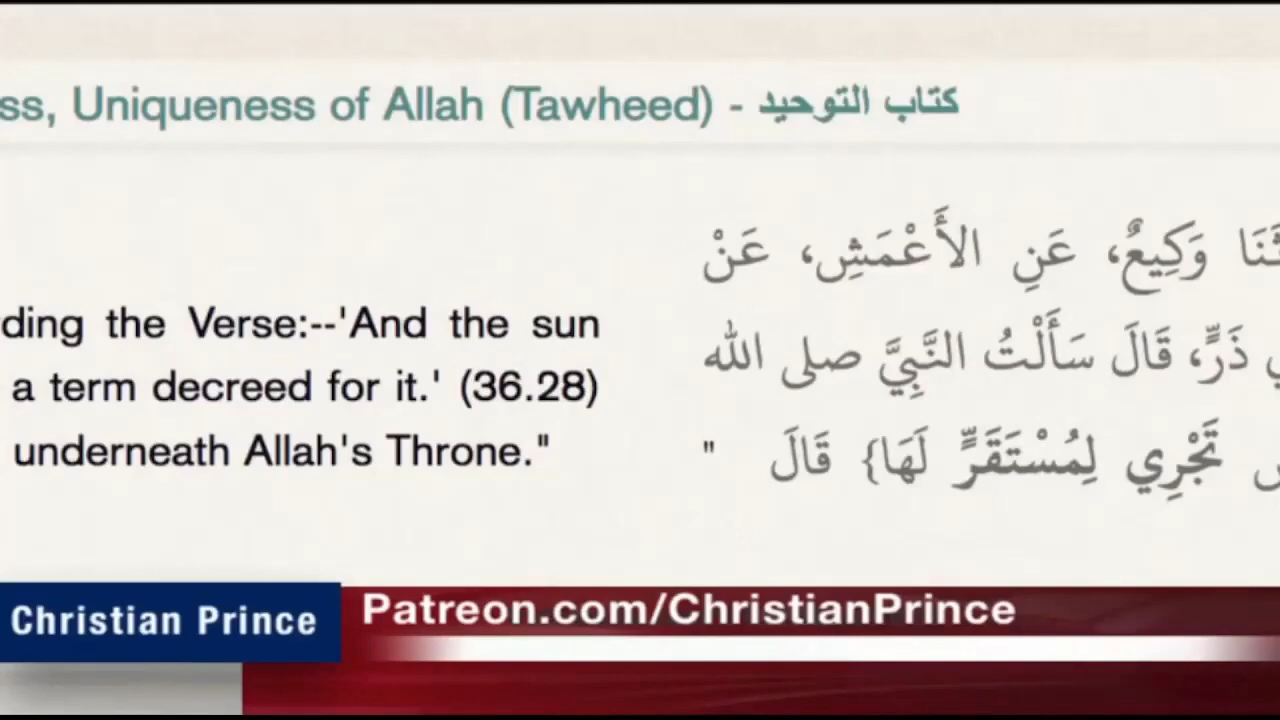 ss, Uniqueness of Allah (Tawheed) - كتاب التوحيد
ding the Verse:--'And the sun
a term decreed for it.' (36.28)
underneath Allah's Throne."
ثَنَا وَكِيعٌ، عَنِ الأَعْمَشِ، عَنْ
ي ذَرٍّ، قَالَ سَأَلْتُ النَّبِيَّ صلى الله
س تَجْرِي لِمُسْتَقَرٍّ لَهَا} قَالَ "
Christian Prince
Patreon.com/ChristianPrince